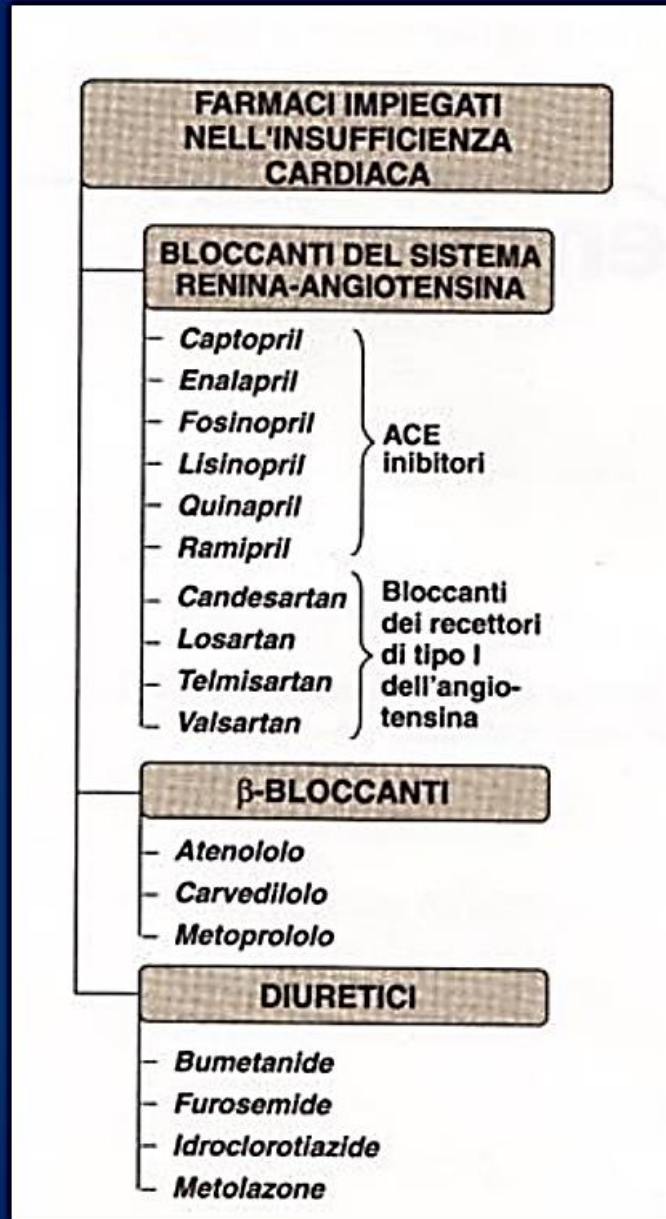 FARMACI IMPIEGATI
NELL'INSUFFICIENZA
CARDIACA
BLOCCANTI DEL SISTEMA
RENINA-ANGIOTENSINA
Captopril
Enalapril
Fosinopril
Lisinopril
Quinapril
Ramipril
ACE
inibitori
Candesartan
Losartan
Telmisartan
Valsartan
Bloccanti
dei recettori
di tipo I
dell'angio-
tensina
β-BLOCCANTI
Atenololo
Carvedilolo
Metoprololo
DIURETICI
Bumetanide
Furosemide
Idroclorotiazide
Metolazone